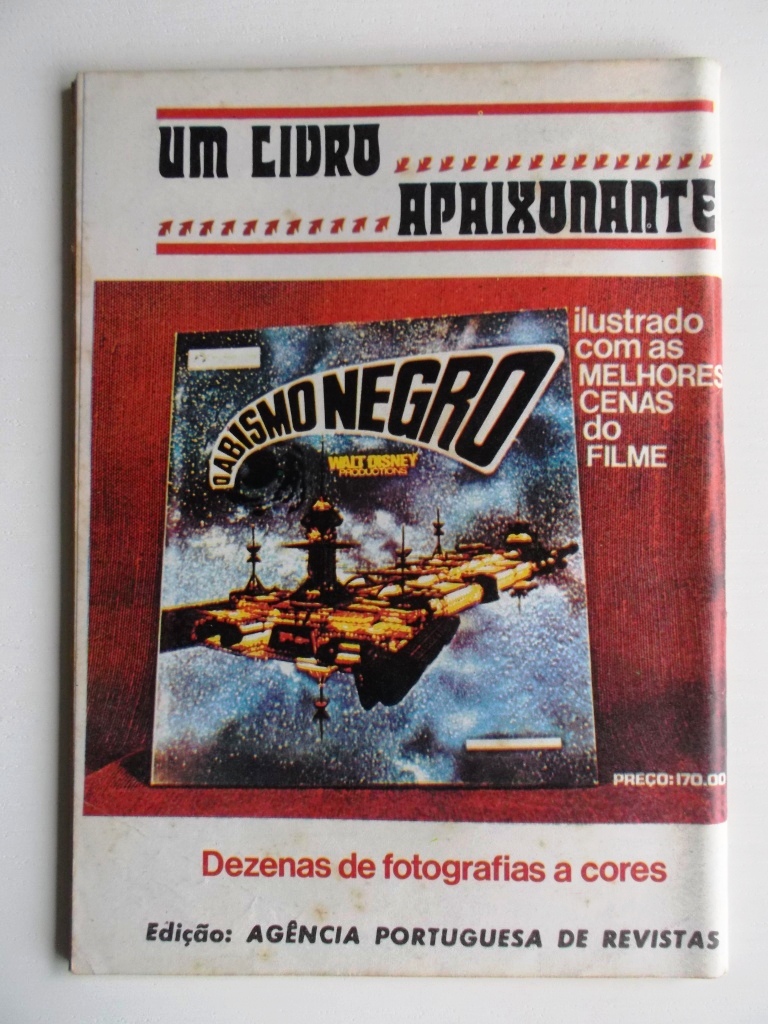 UM LIVRO
APAIXONANTE
ilustrado
com as
MELHORES
CENAS
do
FILME
O ABISMO NEGRO
WALT DISNEY
PRODUCTIONS
PREÇO: 170.00
Dezenas de fotografias a cores
Edição: AGÊNCIA PORTUGUESA DE REVISTAS